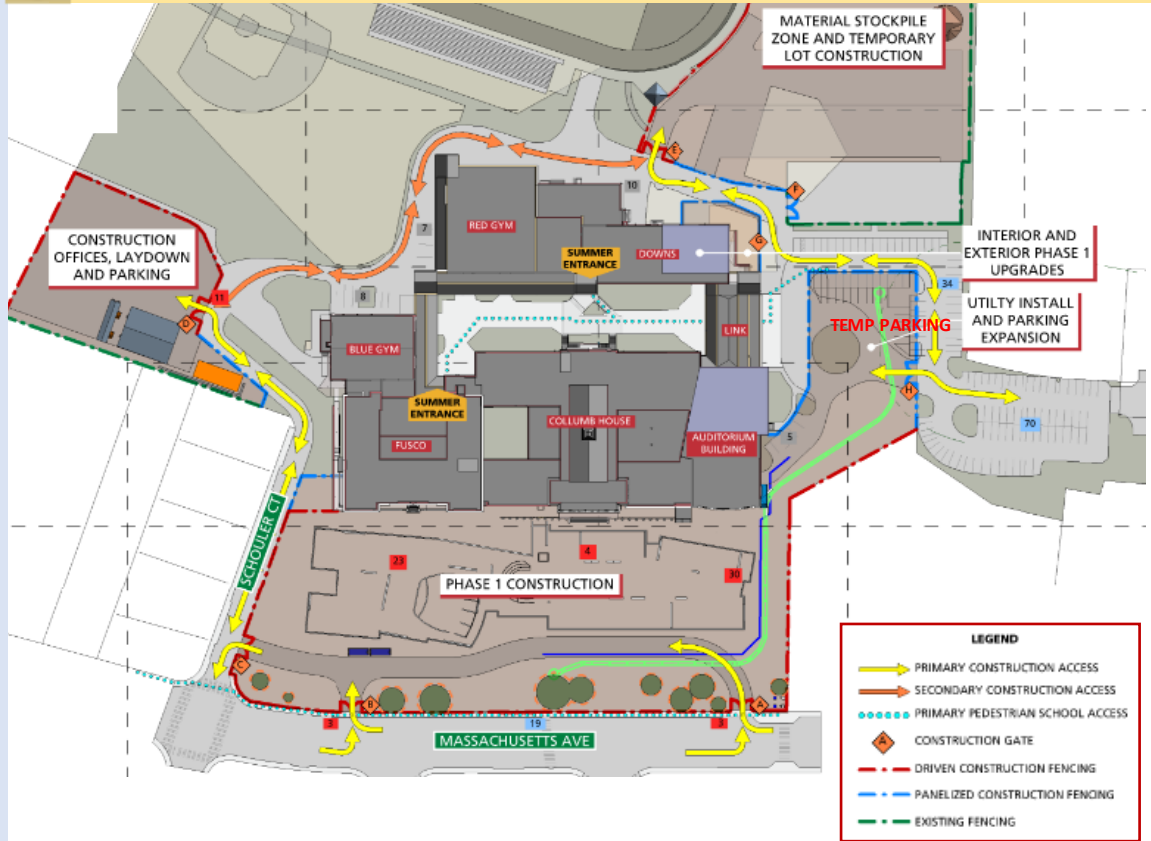 MATERIAL STOCKPILE
ZONE AND TEMPORARY
LOT CONSTRUCTION
E
F
10
RED GYM
7
SUMMER
ENTRANCE
DOWNS
G
INTERIOR AND
EXTERIOR PHASE 1
UPGRADES
CONSTRUCTION
OFFICES, LAYDOWN
AND PARKING
11
8
34
D
UTILTY INSTALL
AND PARKING
EXPANSION
TEMP PARKING
LINK
BLUE GYM
H
SUMMER
ENTRANCE
COLLUMB HOUSE
70
FUSCO
AUDITORIUM
BUILDING
5
SCHOULER CT
23
4
30
PHASE 1 CONSTRUCTION
C
B
A
3
19
3
MASSACHUSETTS AVE
LEGEND
PRIMARY CONSTRUCTION ACCESS
SECONDARY CONSTRUCTION ACCESS
PRIMARY PEDESTRIAN SCHOOL ACCESS
A
CONSTRUCTION GATE
DRIVEN CONSTRUCTION FENCING
PANELIZED CONSTRUCTION FENCING
EXISTING FENCING